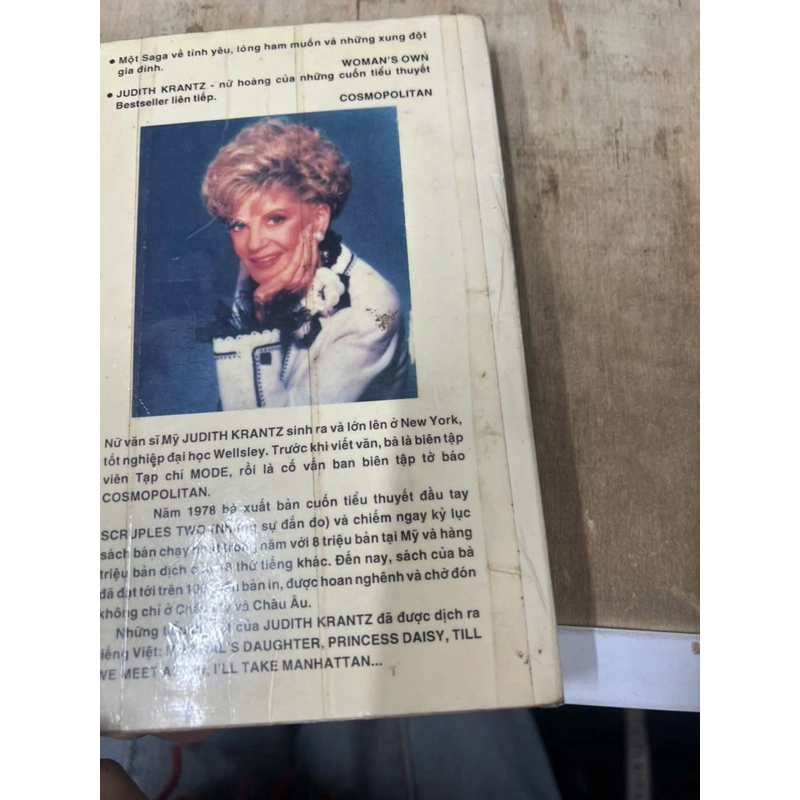 ● Một Saga về tình yêu, lòng ham muốn và những xung đột
gia đình. WOMAN'S OWN
● JUDITH KRANTZ - nữ hoàng của những cuốn tiểu thuyết
Bestseller liên tiếp. COSMOPOLITAN
Nữ văn sĩ Mỹ JUDITH KRANTZ sinh ra và lớn lên ở New York,
tốt nghiệp đại học Wellsley. Trước khi viết văn, bà là biên tập
viên Tạp chí MODE, rồi là cố vấn ban biên tập tờ báo
COSMOPOLITAN.
Năm 1978 bà xuất bản cuốn tiểu thuyết đầu tay
SCRUPLES TWO (Những sự đắn đo) và chiếm ngay kỷ lục
sách bán chạy nhất trong năm với 8 triệu bản tại Mỹ và hàng
triệu bản dịch 8 thứ tiếng khác. Đến nay, sách của bà
đã đạt tới trên bản in, được hoan nghênh và chờ đón
không chỉ ở và Châu Âu.
Những của JUDITH KRANTZ đã được dịch ra
tiếng Việt: DAUGHTER, PRINCESS DAISY, TILL
WE MEET I'LL TAKE MANHATTAN...